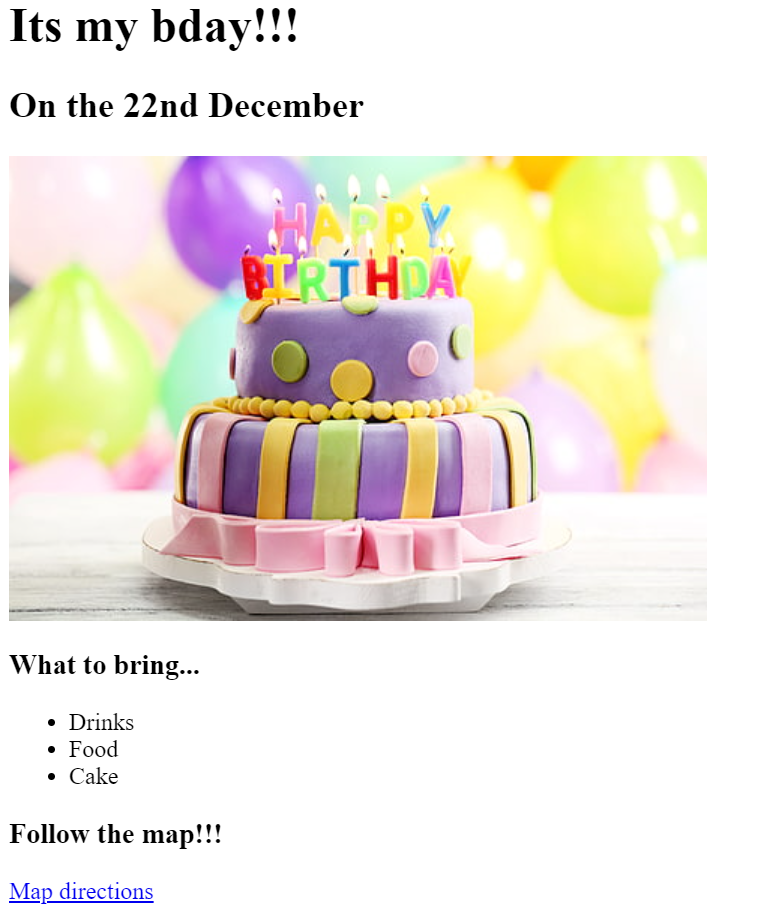 Its my bday!!!
On the 22nd December
HAPPY
BIRTHDAY
What to bring...
Drinks
Food
Cake
Follow the map!!!
Map directions